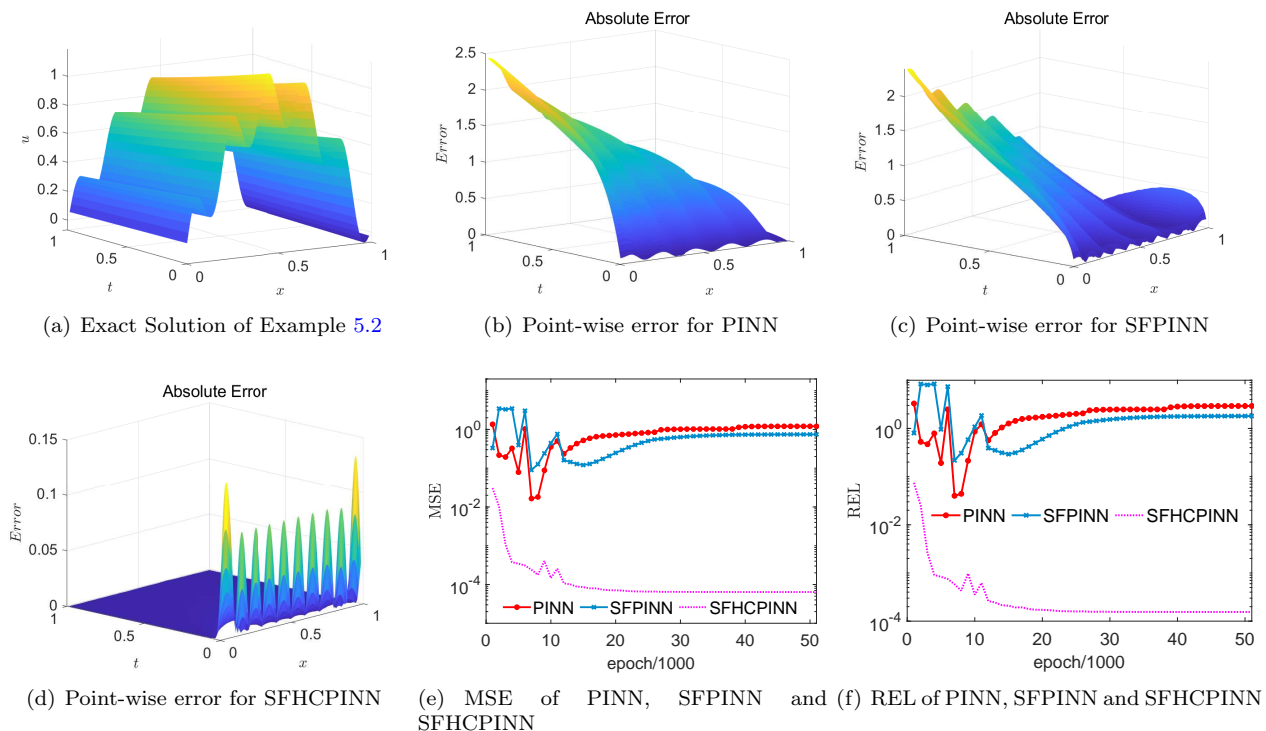 Absolute Error
Absolute Error
1
0.8
0.6
0.4
0.2
0
u
1
0.5
0
t
0
0.5
1
x
2.5
2
1.5
1
0.5
0
Error
1
0.5
0
t
0
0.5
1
x
2
1.5
1
0.5
0
Error
1
0.5
0
t
0
0.5
1
x
(a) Exact Solution of Example 5.2
(b) Point-wise error for PINN
(c) Point-wise error for SFPINN
Absolute Error
0.15
0.1
0.05
0
Error
1
0.5
0
t
0
0.5
1
x
10^0
10^-2
10^-4
MSE
PINN SFPINN SFHCPINN
0 10 20 30 40 50
epoch/1000
10^0
10^-2
10^-4
REL
PINN SFPINN SFHCPINN
0 10 20 30 40 50
epoch/1000
(d) Point-wise error for SFHCPINN
(e) MSE of PINN, SFPINN and
SFHCPINN
(f) REL of PINN, SFPINN and SFHCPINN